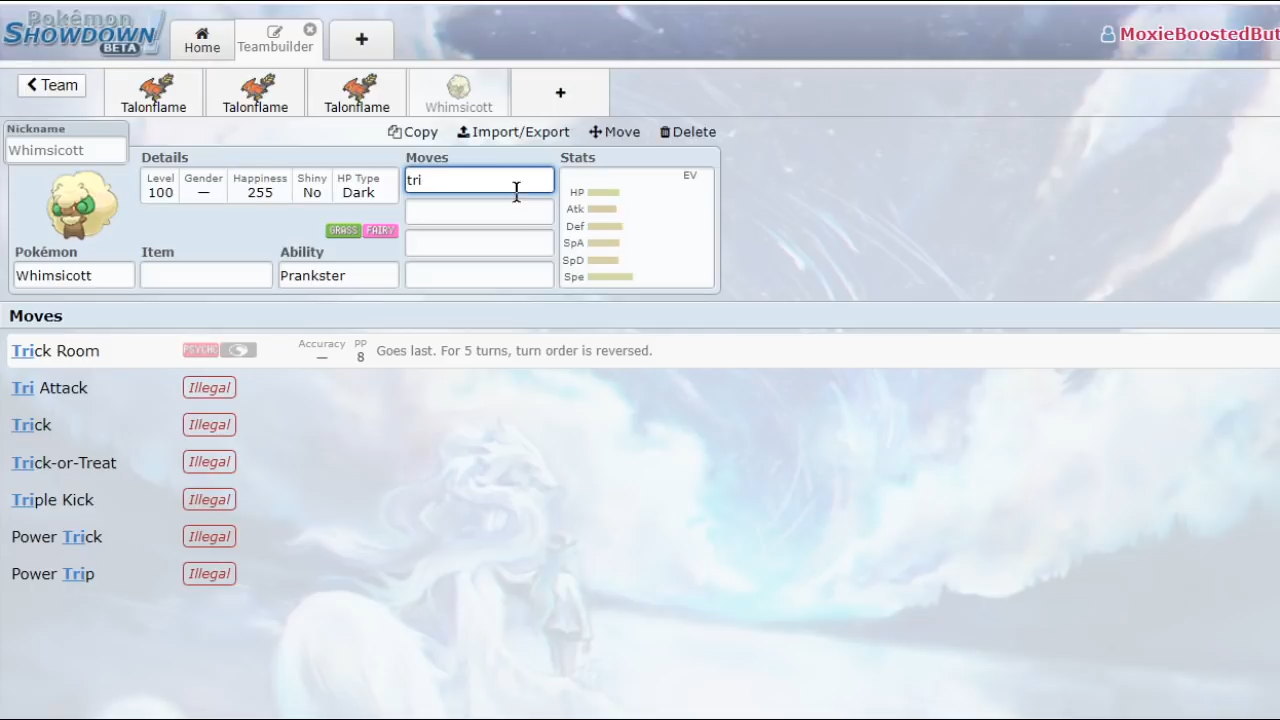 Pokémon
SHOWDOWN
BETA
Home
Teambuilder
+
MoxieBoostedBut
Team
Talonflame
Talonflame
Talonflame
Whimsicott
+
Copy
Import/Export
Move
Delete
Nickname
Whimsicott
Details
Level
100
Gender
—
Happiness
255
Shiny
No
HP Type
Dark
GRASS
FAIRY
Pokémon
Whimsicott
Item
Ability
Prankster
Moves
tri
Stats
EV
HP
Atk
Def
SpA
SpD
Spe
Moves
Trick Room
PSYCHC
Accuracy
—
PP
8
Goes last. For 5 turns, turn order is reversed.
Tri Attack
Illegal
Trick
Illegal
Trick-or-Treat
Illegal
Triple Kick
Illegal
Power Trick
Illegal
Power Trip
Illegal